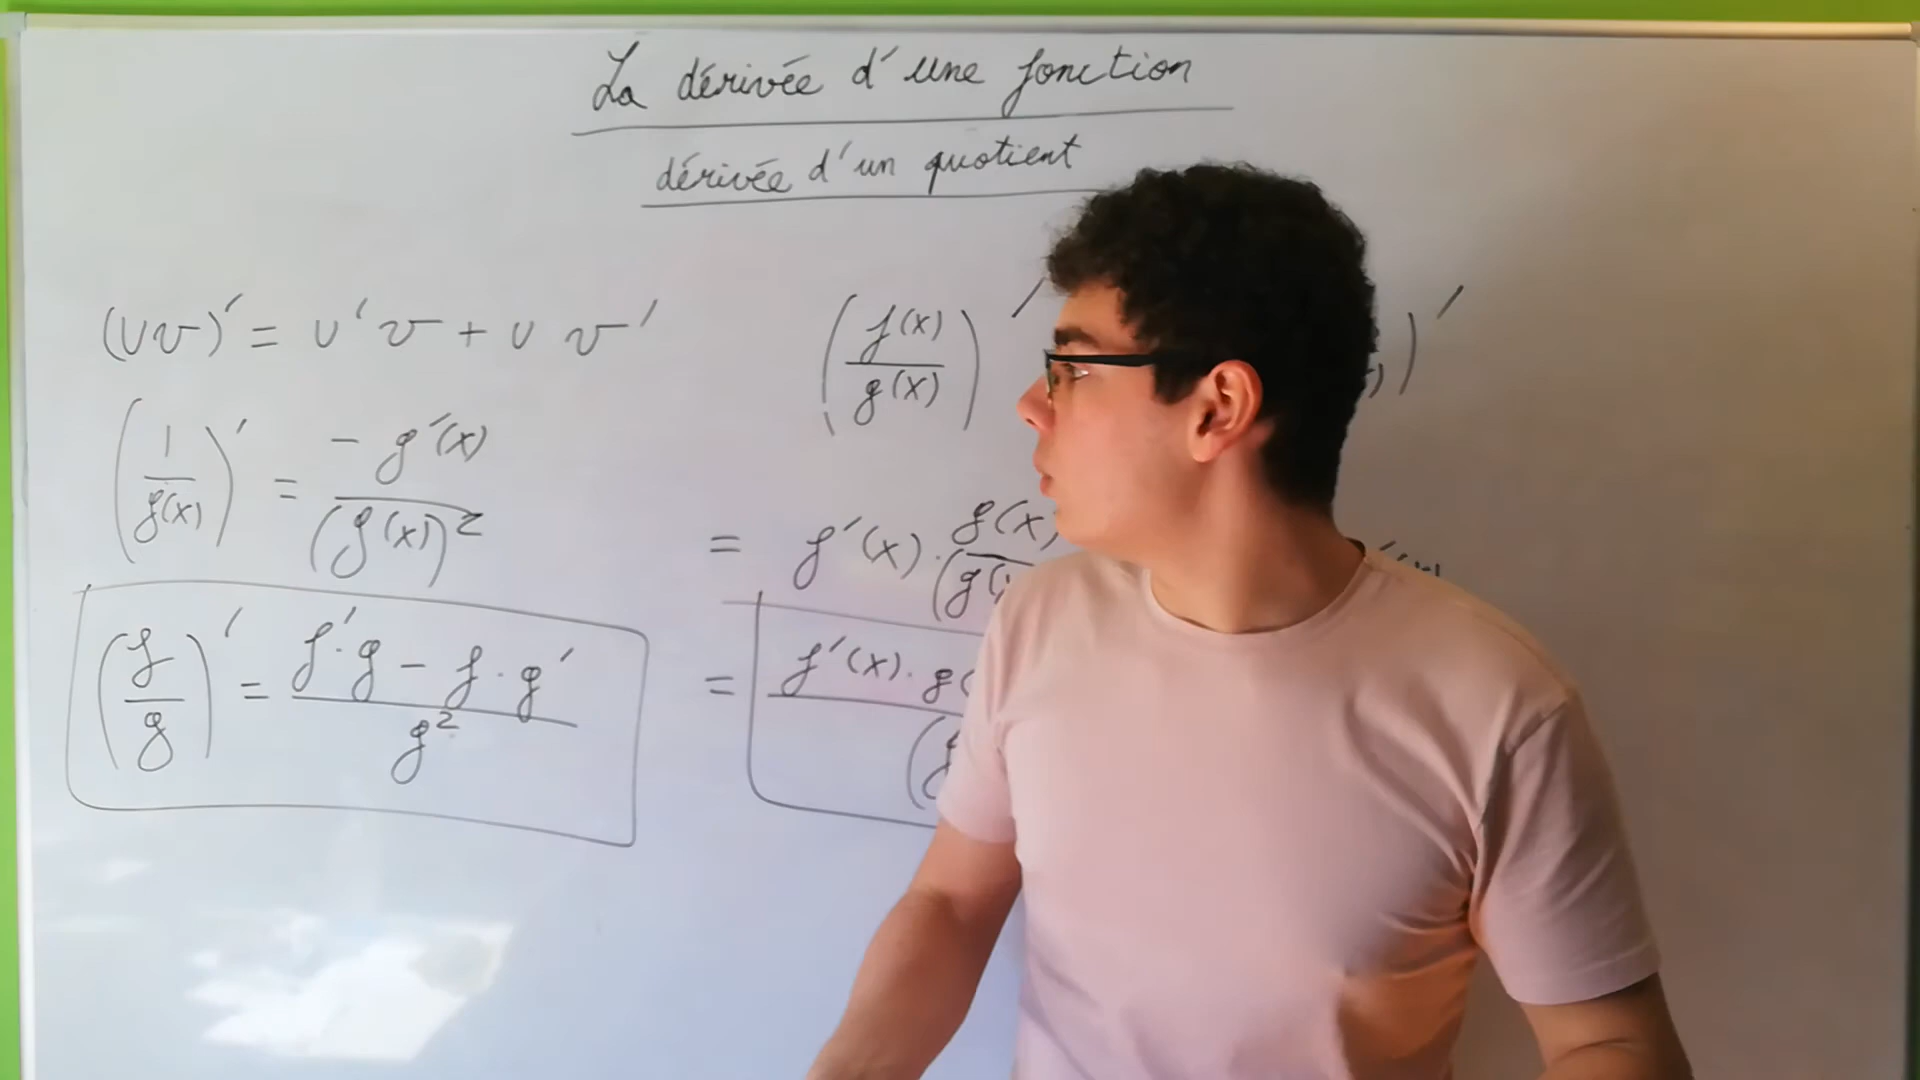 La dérivée d'une fonction
dérivée d'un quotient
(uv)' = u'v + u v'
(1/g(x))' = -g'(x)/(g(x))²
(f/g)' = f'·g - f·g'/g²
(f(x)/g(x))' )'
= f'(x)· g(x)/(g(
= f'(x)· g(